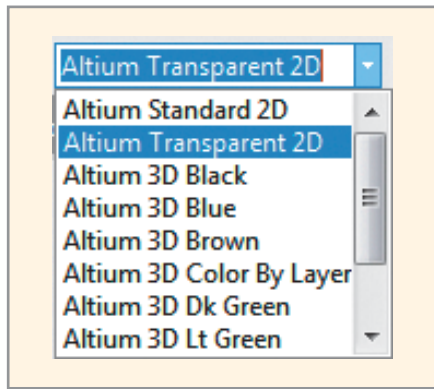 Altium Transparent 2D
Altium Standard 2D
Altium Transparent 2D
Altium 3D Black
Altium 3D Blue
Altium 3D Brown
Altium 3D Color By Layer
Altium 3D Dk Green
Altium 3D Lt Green